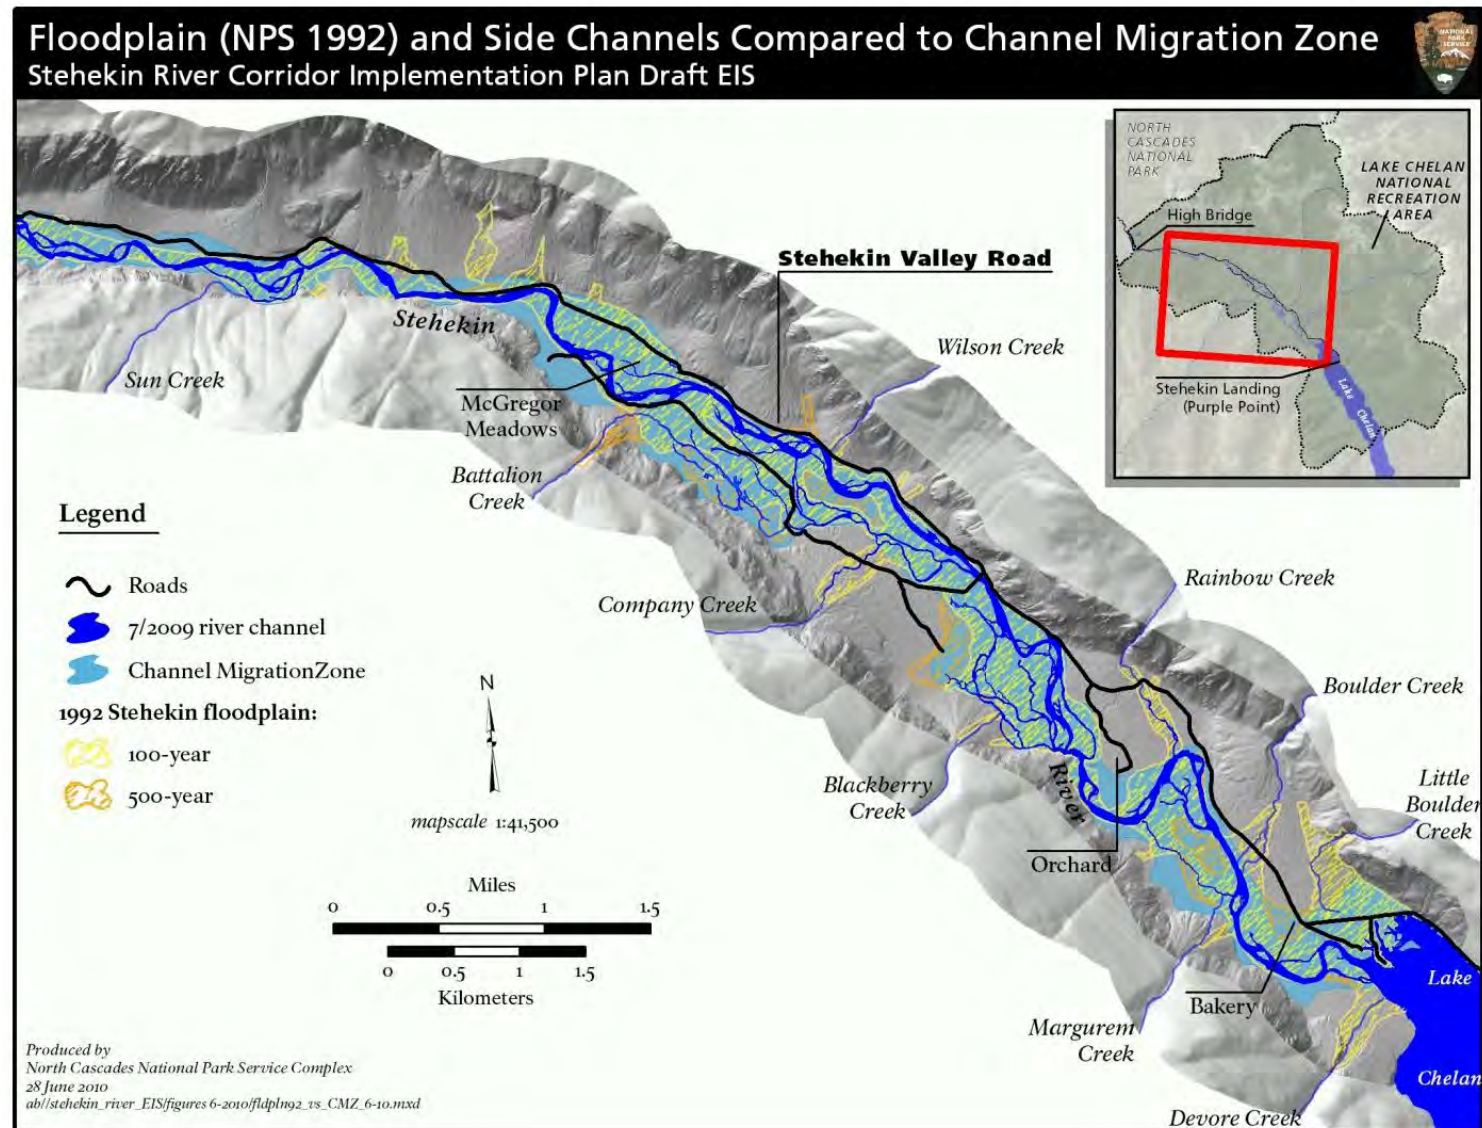 Floodplain (NPS 1992) and Side Channels Compared to Channel Migration Zone
Stehekin River Corridor Implementation Plan Draft EIS
NATIONAL
PARK
SERVICE
NORTH
CASCADES
NATIONAL
PARK
LAKE CHELAN
NATIONAL
RECREATION
AREA
High Bridge
Stehekin Landing
(Purple Point)
Lake Chelan
Stehekin Valley Road
Stehekin
Wilson Creek
Sun Creek
McGregor
Meadows
Battalion
Creek
Legend
Roads
7/2009 river channel
Channel MigrationZone
1992 Stehekin floodplain:
100-year
500-year
Company Creek
Rainbow Creek
Boulder Creek
N
mapscale 1:41,500
Blackberry
Creek
River
Little
Boulder
Creek
Orchard
Miles
0 0.5 1 1.5
0 0.5 1 1.5
Kilometers
Bakery
Lake
Margurem
Creek
Chelan
Devore Creek
Produced by
North Cascades National Park Service Complex
28 June 2010
ab//stehekin_river_EIS/figures 6-2010/fldpln92_vs_CMZ_6-10.mxd